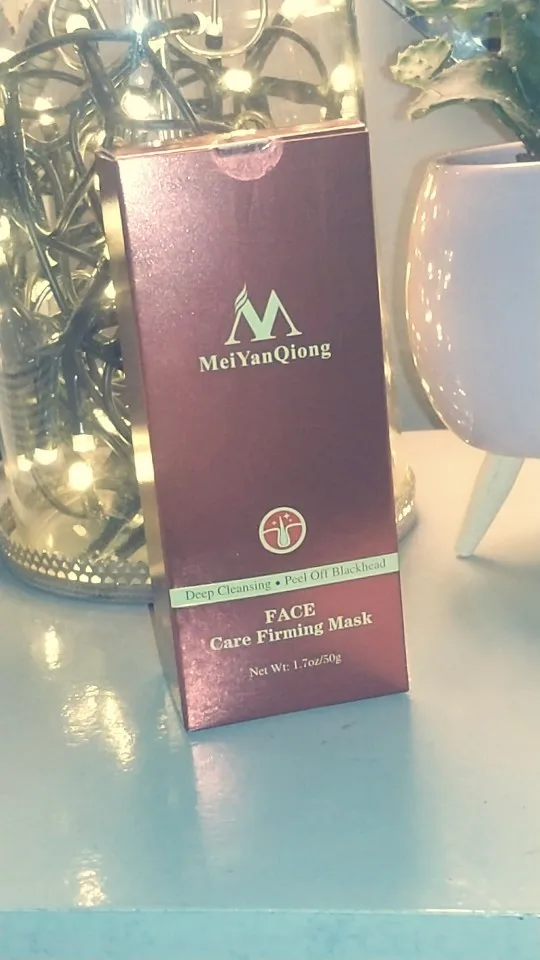 MeiYanQiong
Deep Cleansing • Peel Off Blackhead
FACE
Care Firming Mask
Net Wt: 1.7oz/50g